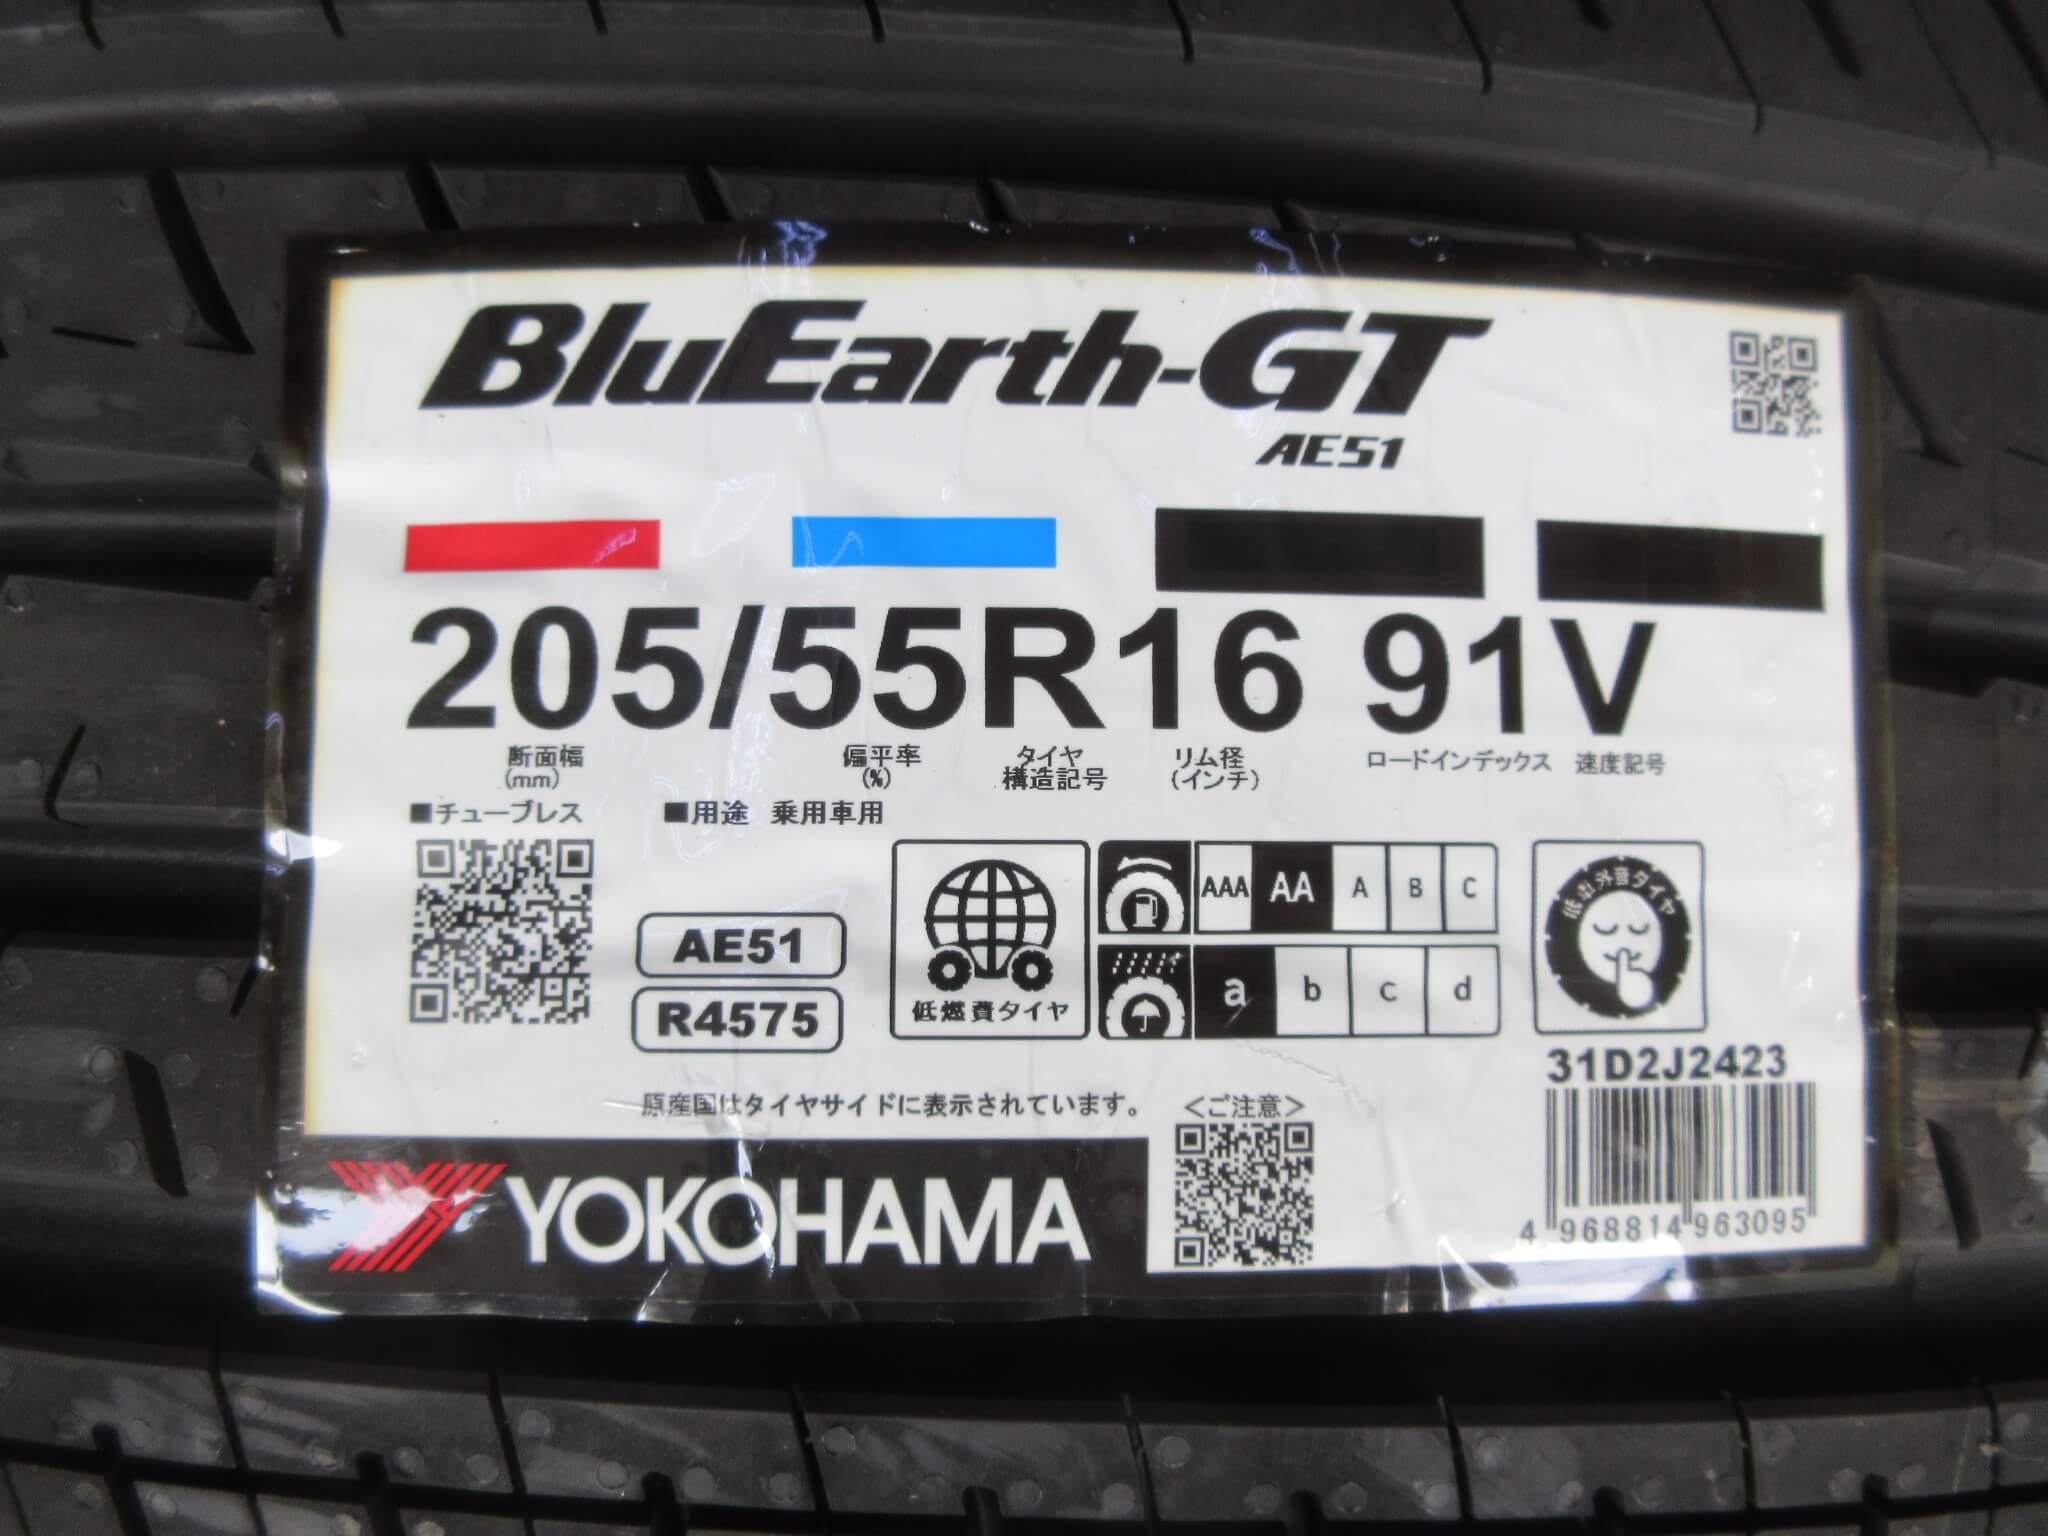 BluEarth-GT
AE51
205/55R16 91V
断面幅 (mm)
偏平率 (%)
タイヤ構造記号
リム径 (インチ)
ロードインデックス
速度記号
■チューブレス ■用途 乗用車用
AE51
R4575
低燃費タイヤ
AAA AA A B C
a b c d
低車外音タイヤ
31D2J2423
原産国はタイヤサイドに表示されています。
<ご注意>
YOKOHAMA
4 968814 963095